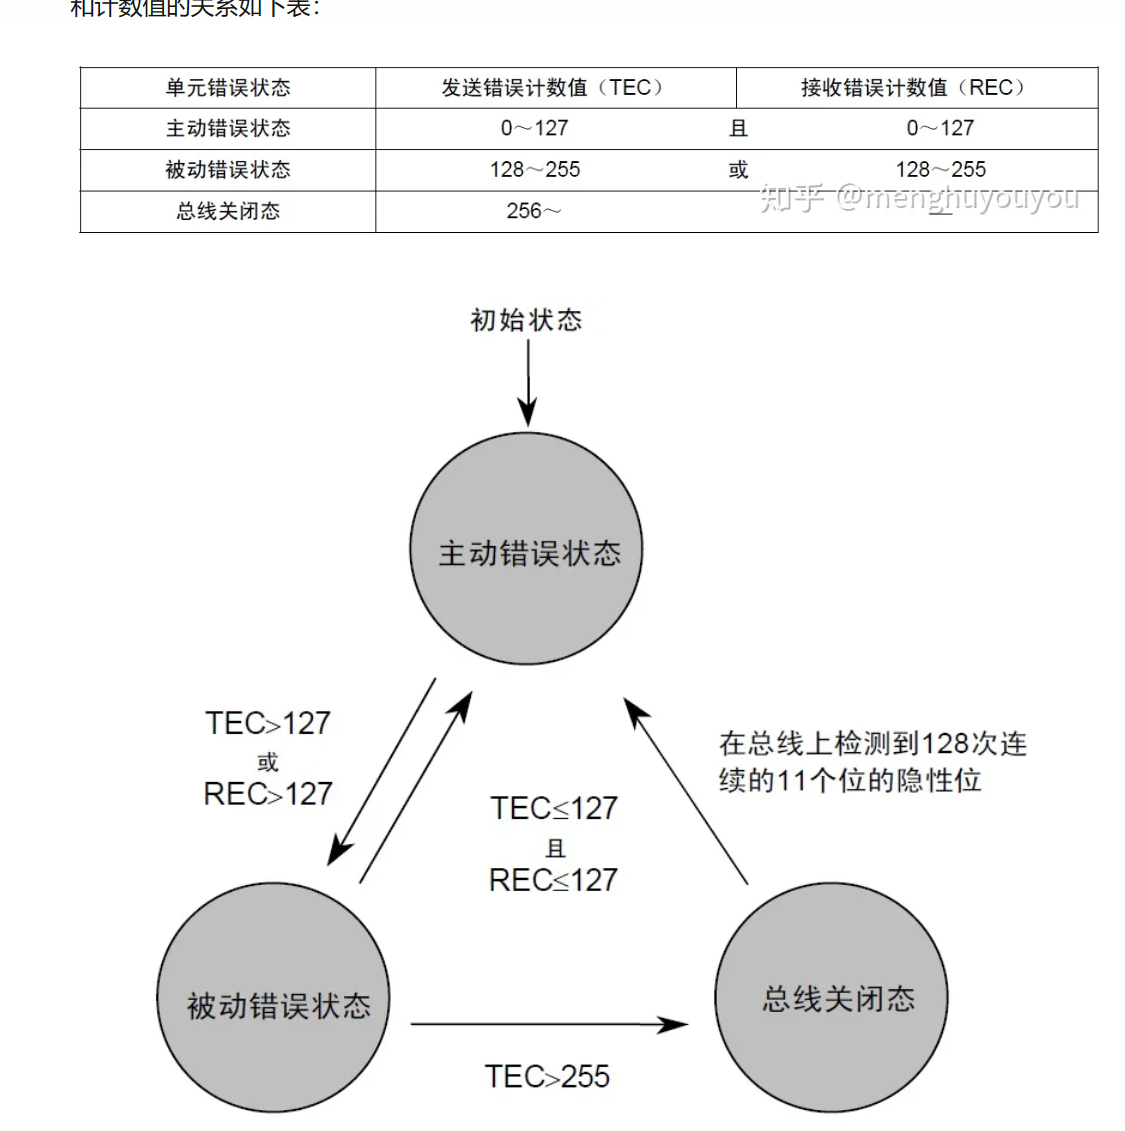 和计数值的关系如下表：
单元错误状态 发送错误计数值（TEC） 接收错误计数值（REC）
主动错误状态 0～127 且 0～127
被动错误状态 128～255 或 128～255
总线关闭态 256～ —
知乎 @menghuyouyou
初始状态
主动错误状态
TEC>127
或
REC>127
在总线上检测到128次连
续的11个位的隐性位
TEC≤127
且
REC≤127
被动错误状态
总线关闭态
TEC>255